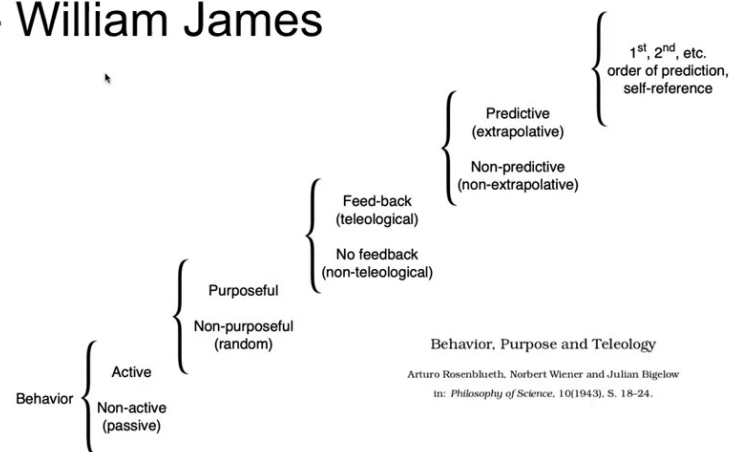 - William James
1st, 2nd, etc.
order of prediction,
self-reference
Predictive
(extrapolative)
Non-predictive
(non-extrapolative)
Feed-back
(teleological)
No feedback
(non-teleological)
Purposeful
Non-purposeful
(random)
Active
Behavior
Non-active
(passive)
Behavior, Purpose and Teleology
Arturo Rosenblueth, Norbert Wiener and Julian Bigelow
in: Philosophy of Science, 10(1943), S. 18–24.